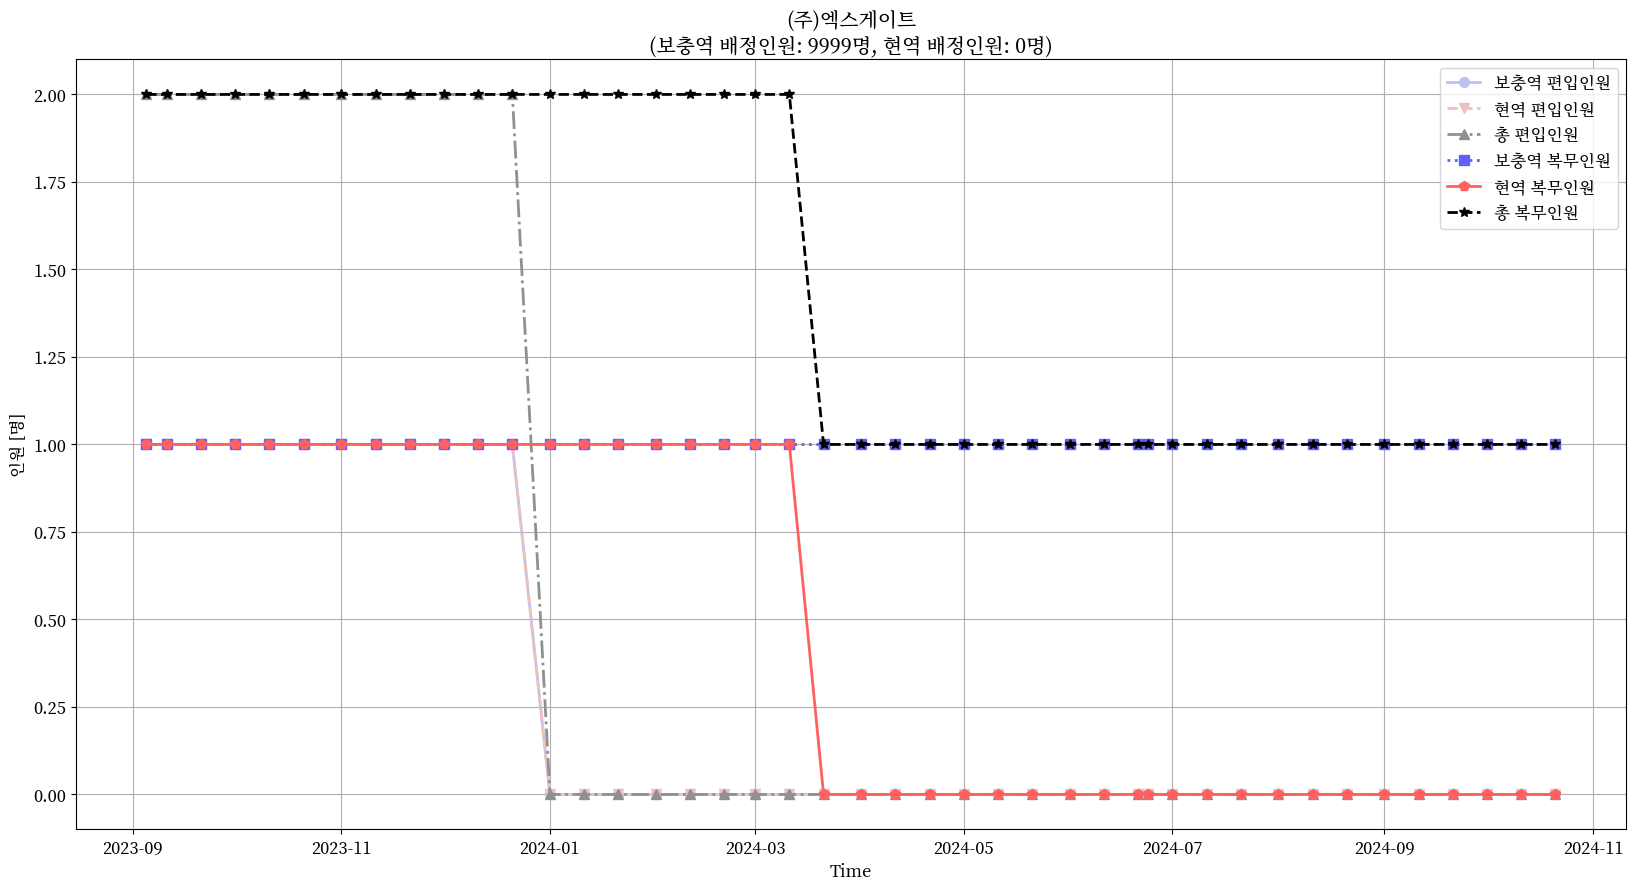 (주)엑스게이트
(보충역 배정인원: 9999명, 현역 배정인원: 0명)
보충역 편입인원
현역 편입인원
총 편입인원
보충역 복무인원
현역 복무인원
총 복무인원
2.00
1.75
1.50
1.25
1.00
0.75
0.50
0.25
0.00
인원 [명]
2023-09
2023-11
2024-01
2024-03
2024-05
2024-07
2024-09
2024-11
Time